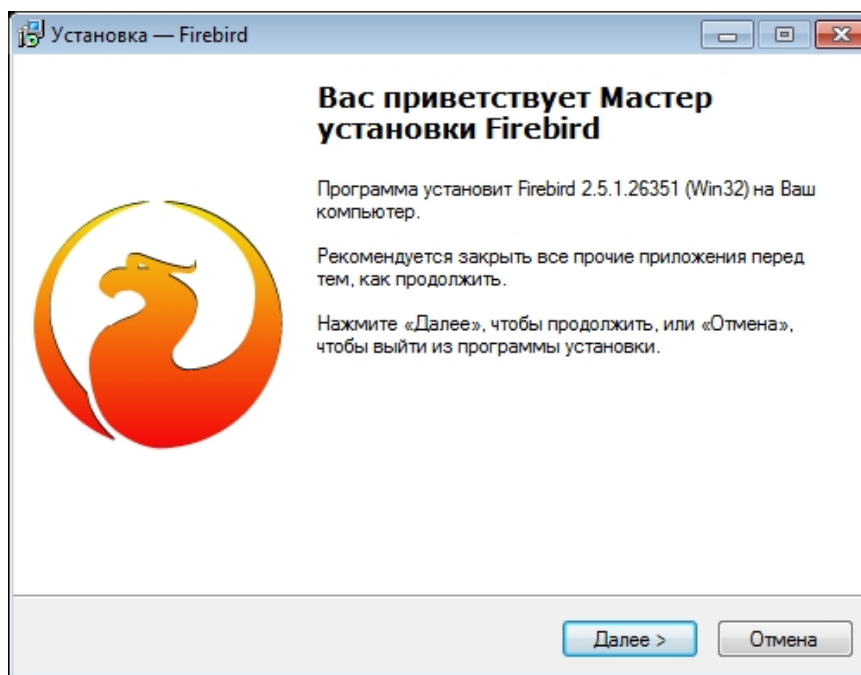 Установка — Firebird
Вас приветствует Мастер
установки Firebird
Программа установит Firebird 2.5.1.26351 (Win32) на Ваш
компьютер.
Рекомендуется закрыть все прочие приложения перед
тем, как продолжить.
Нажмите «Далее», чтобы продолжить, или «Отмена»,
чтобы выйти из программы установки.
Далее >
Отмена